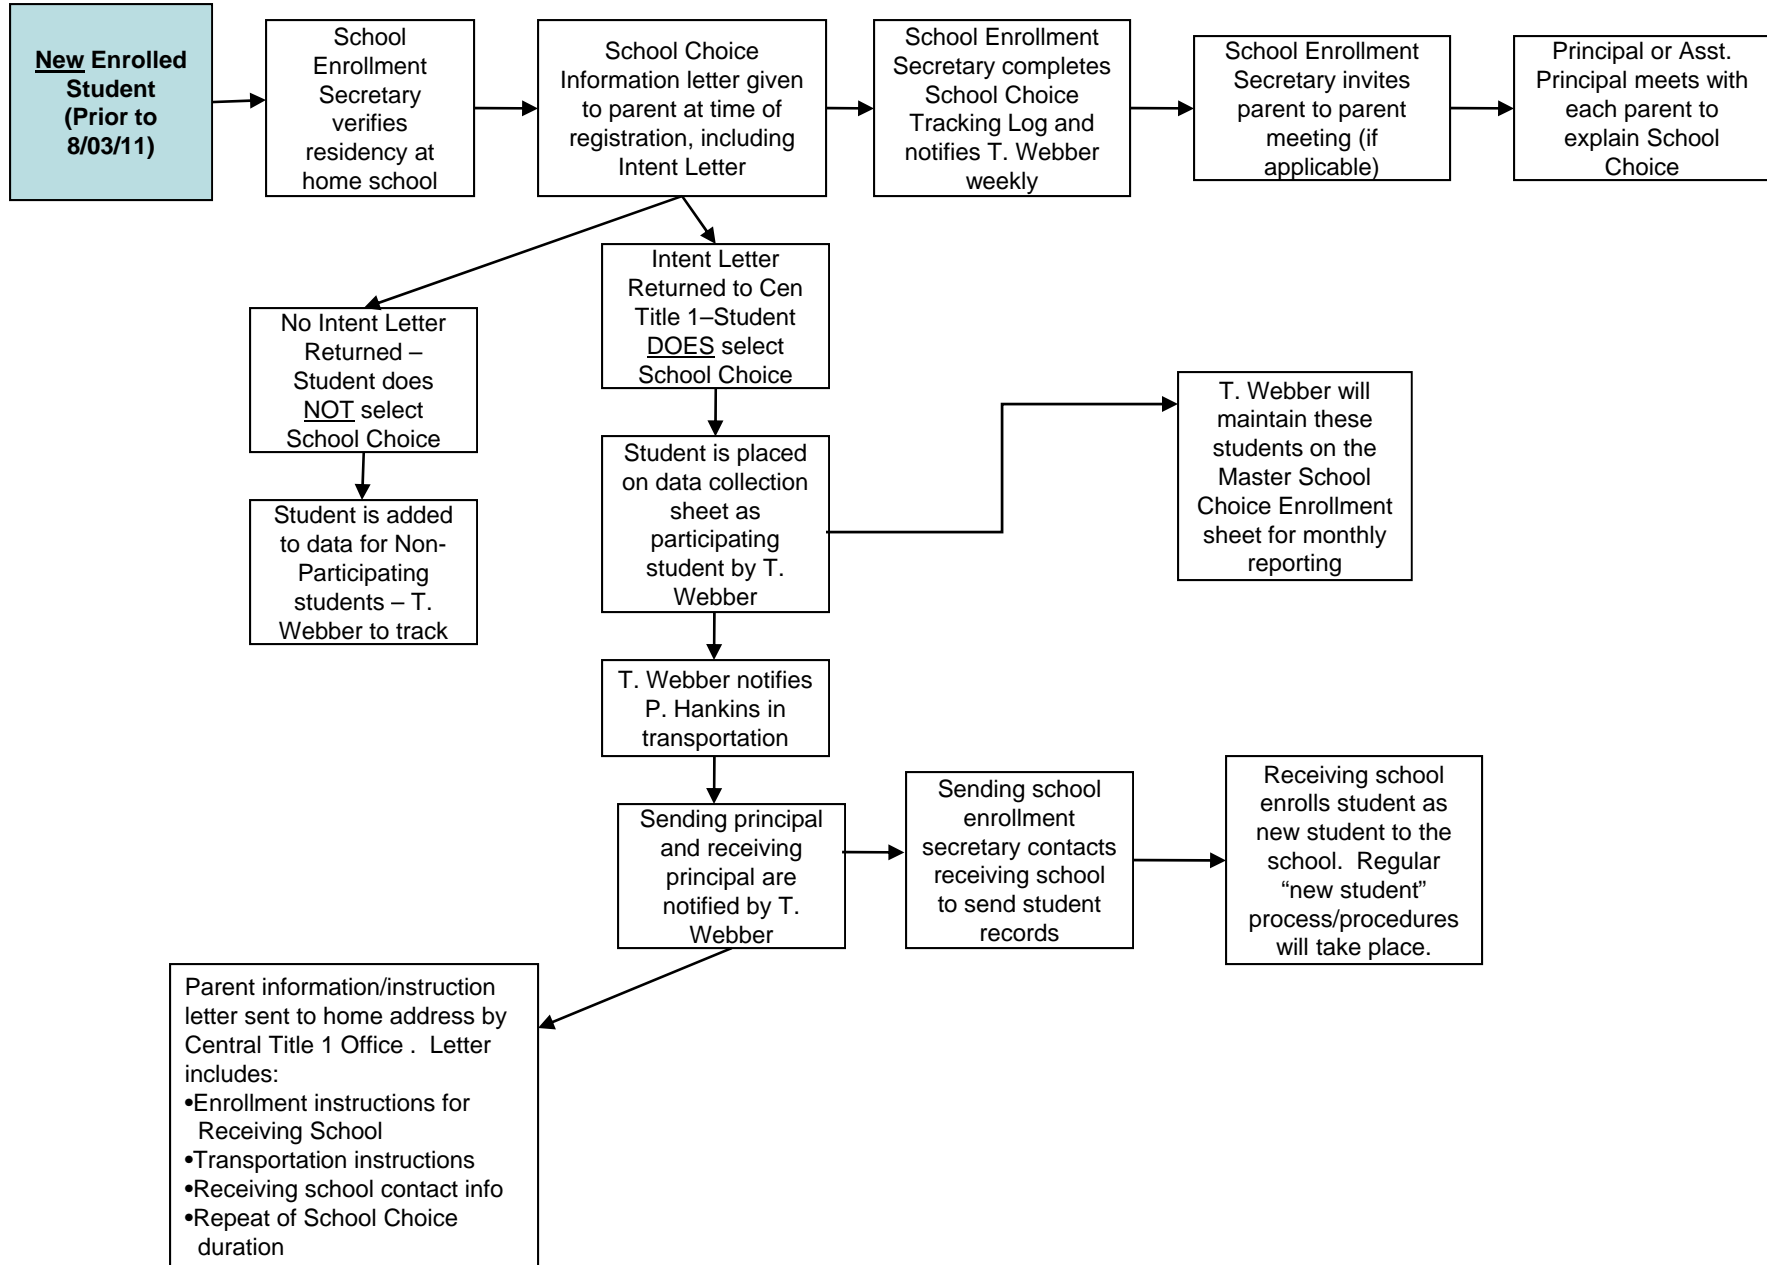 New Enrolled
Student
(Prior to
8/03/11)
School
Enrollment
Secretary
verifies
residency at
home school
School Choice
Information letter given
to parent at time of
registration, including
Intent Letter
School Enrollment
Secretary completes
School Choice
Tracking Log and
notifies T. Webber
weekly
School Enrollment
Secretary invites
parent to parent
meeting (if
applicable)
Principal or Asst.
Principal meets with
each parent to
explain School
Choice
No Intent Letter
Returned –
Student does
NOT select
School Choice
Student is added
to data for Non-
Participating
students – T.
Webber to track
Intent Letter
Returned to Cen
Title 1–Student
DOES select
School Choice
Student is placed
on data collection
sheet as
participating
student by T.
Webber
T. Webber will
maintain these
students on the
Master School
Choice Enrollment
sheet for monthly
reporting
T. Webber notifies
P. Hankins in
transportation
Sending principal
and receiving
principal are
notified by T.
Webber
Sending school
enrollment
secretary contacts
receiving school
to send student
records
Receiving school
enrolls student as
new student to the
school.  Regular
“new student”
process/procedures
will take place.
Parent information/instruction
letter sent to home address by
Central Title 1 Office .  Letter
includes:
•Enrollment instructions for
Receiving School
•Transportation instructions
•Receiving school contact info
•Repeat of School Choice
duration